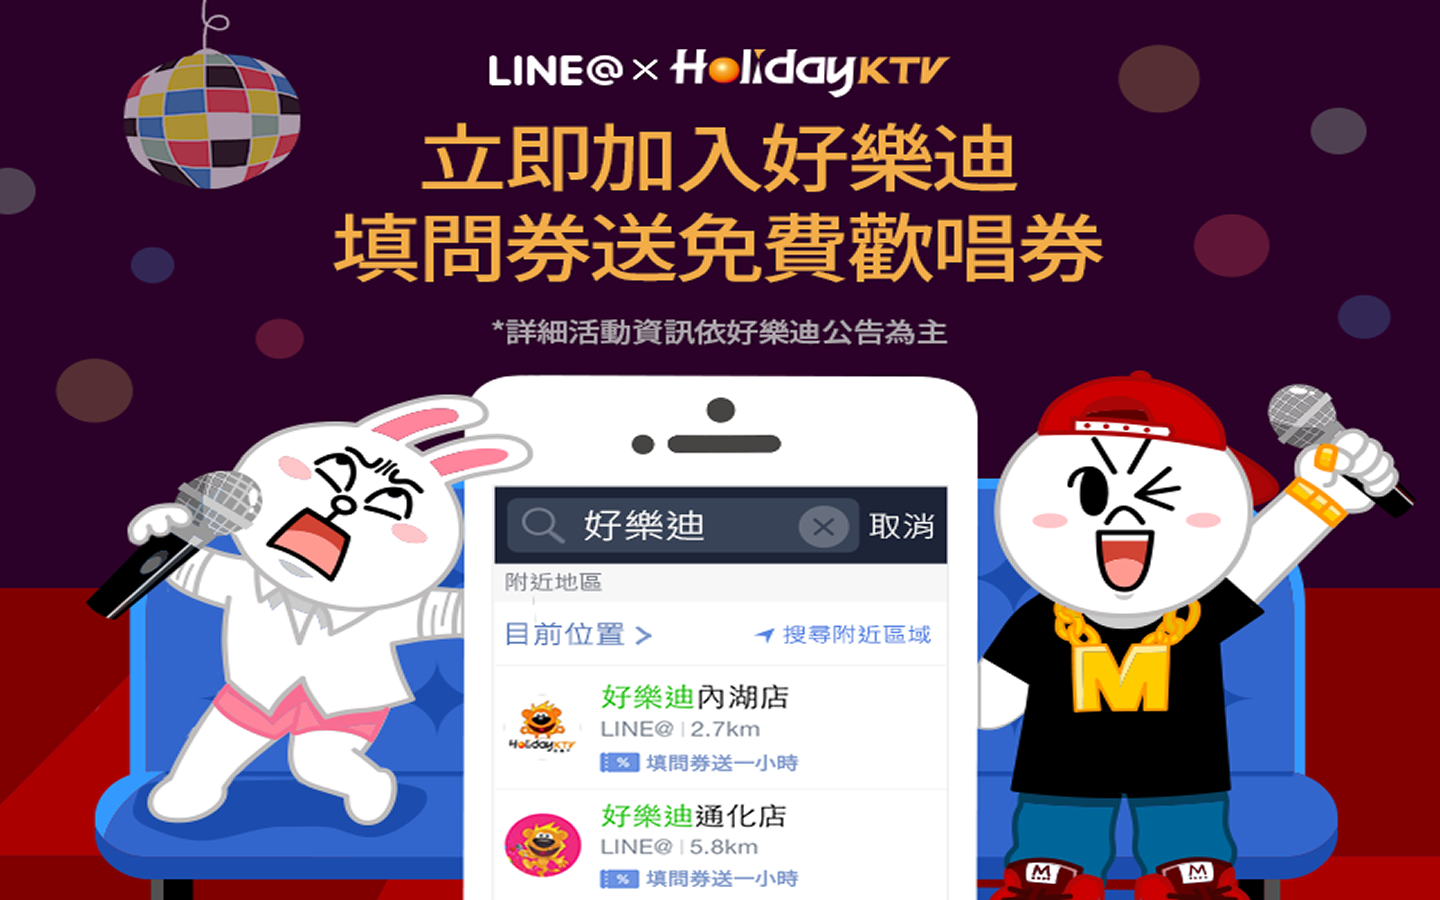 LINE@ × HolidayKTV
立即加入好樂迪
填問券送免費歡唱券
*詳細活動資訊依好樂迪公告為主
好樂迪 取消
附近地區
目前位置 > 搜尋附近區域
好樂迪內湖店
HolidayKTV
LINE@ | 2.7km
% 填問券送一小時
好樂迪通化店
LINE@ | 5.8km
% 填問券送一小時
M
M
M